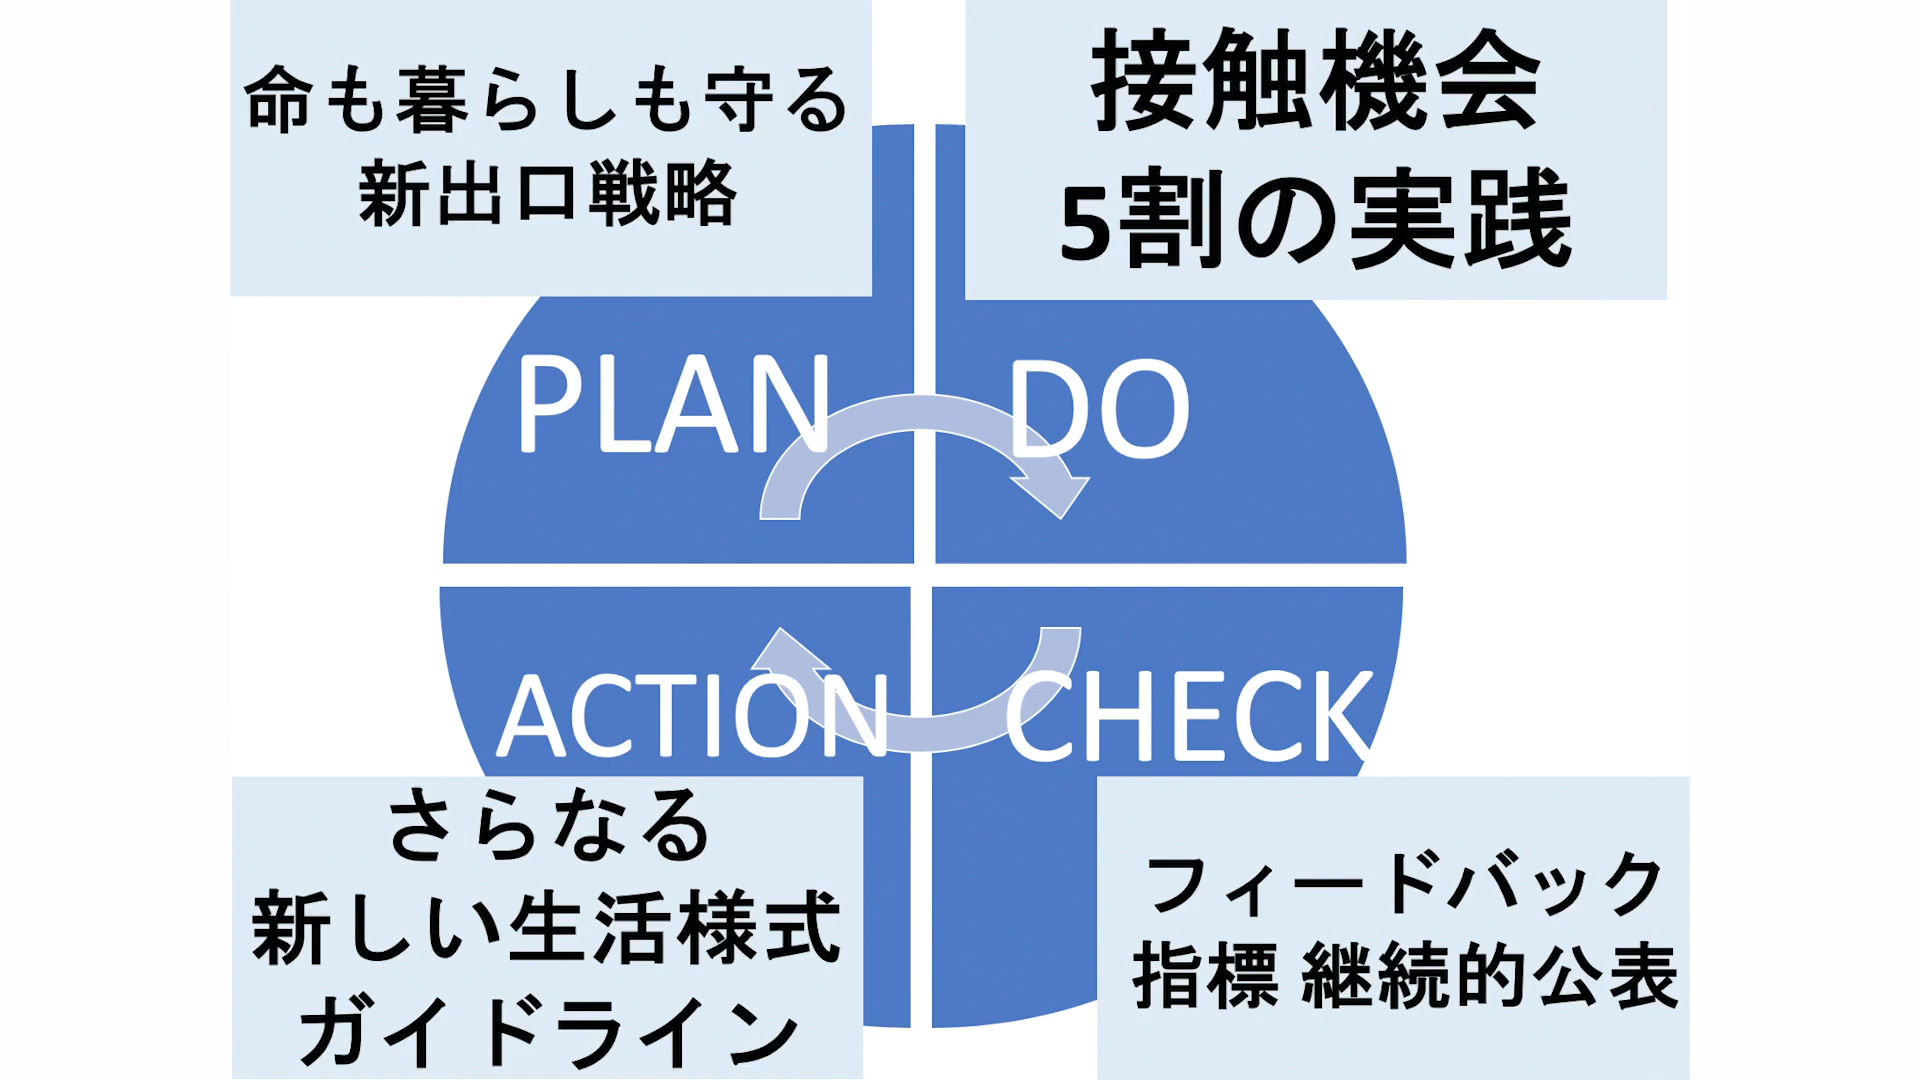 命も暮らしも守る
新出口戦略
接触機会
5割の実践
PLAN
DO
ACTION
CHECK
さらなる
新しい生活様式
ガイドライン
フィードバック
指標 継続的公表